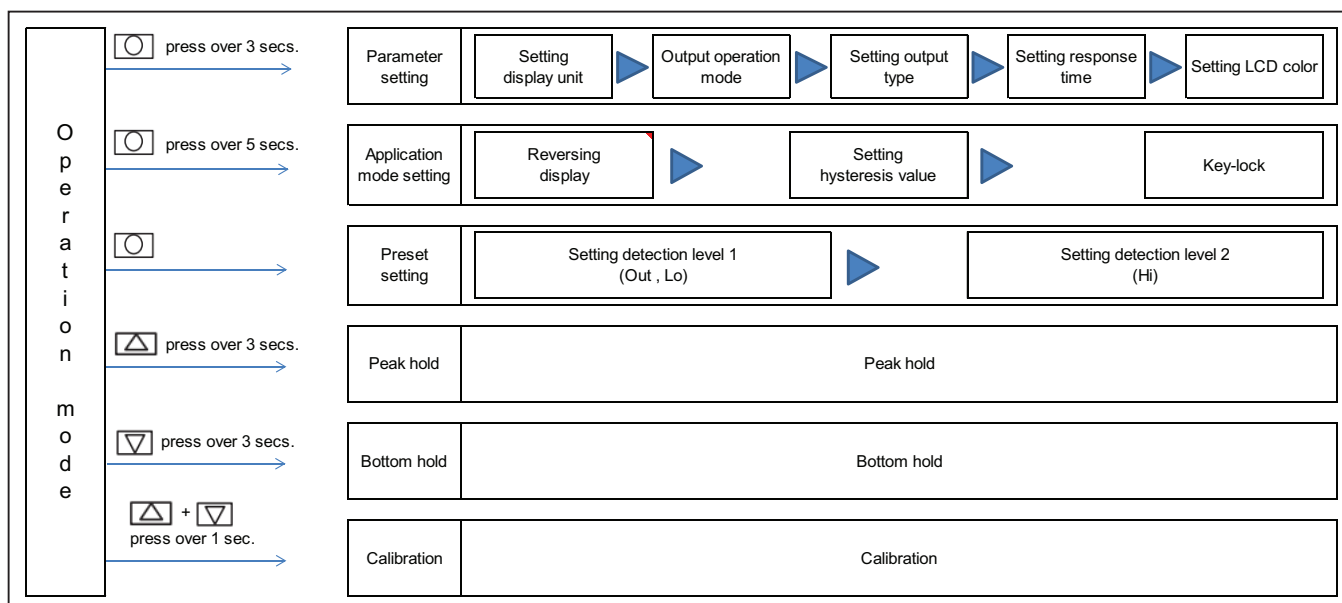 Operation mode
press over 3 secs.
Parameter
setting
Setting
display unit
Output operation
mode
Setting output
type
Setting response
time
Setting LCD color
press over 5 secs.
Application
mode setting
Reversing
display
Setting
hysteresis value
Key-lock
Preset
setting
Setting detection level 1
(Out , Lo)
Setting detection level 2
(Hi)
press over 3 secs.
Peak hold
Peak hold
press over 3 secs.
Bottom hold
Bottom hold
+
press over 1 sec.
Calibration
Calibration